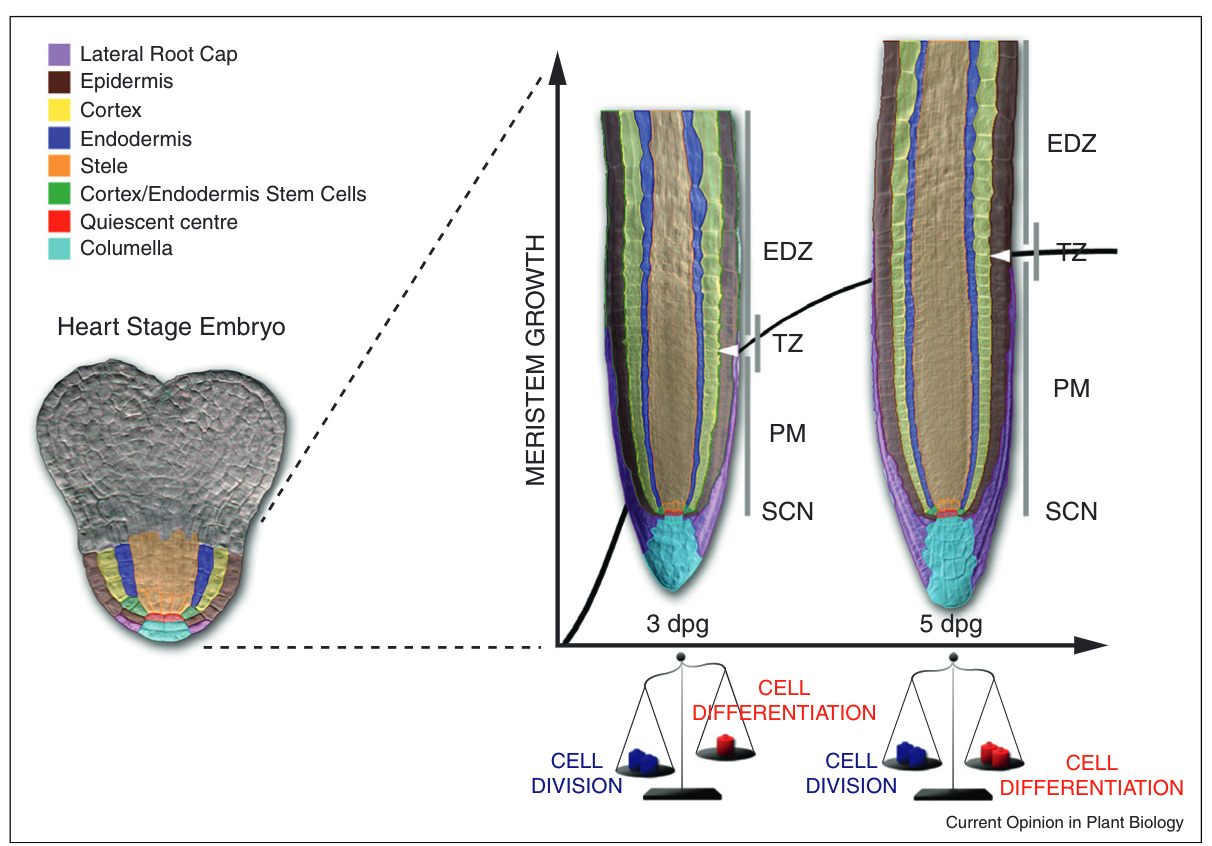 Lateral Root Cap
Epidermis
Cortex
Endodermis
Stele
Cortex/Endodermis Stem Cells
Quiescent centre
Columella
Heart Stage Embryo
MERISTEM GROWTH
EDZ
TZ
PM
SCN
3 dpg
EDZ
TZ
PM
SCN
5 dpg
CELL
DIFFERENTIATION
CELL
DIVISION
CELL
DIVISION
CELL
DIFFERENTIATION
Current Opinion in Plant Biology